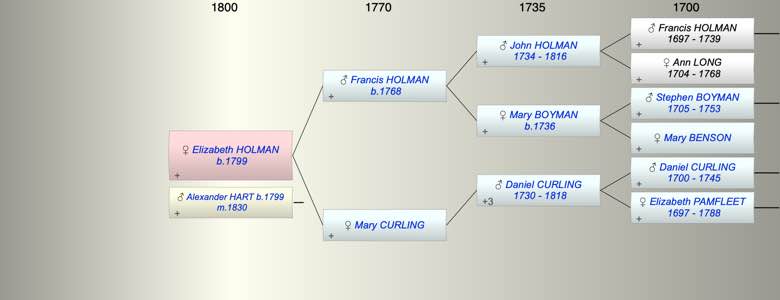 1800
1770
1735
1700
♂ Francis HOLMAN
1697 - 1739
+
♀ Ann LONG
1704 - 1768
+
♂ John HOLMAN
1734 - 1816
+
♂ Stephen BOYMAN
1705 - 1753
+
♀ Mary BENSON
+
♀ Mary BOYMAN
b.1736
+
♂ Francis HOLMAN
b.1768
+
♂ Daniel CURLING
1700 - 1745
+
♀ Elizabeth PAMFLEET
1697 - 1788
+
♂ Daniel CURLING
1730 - 1818
+3
♀ Mary CURLING
+
♀ Elizabeth HOLMAN
b.1799
+
♂ Alexander HART b.1799
m.1830
+